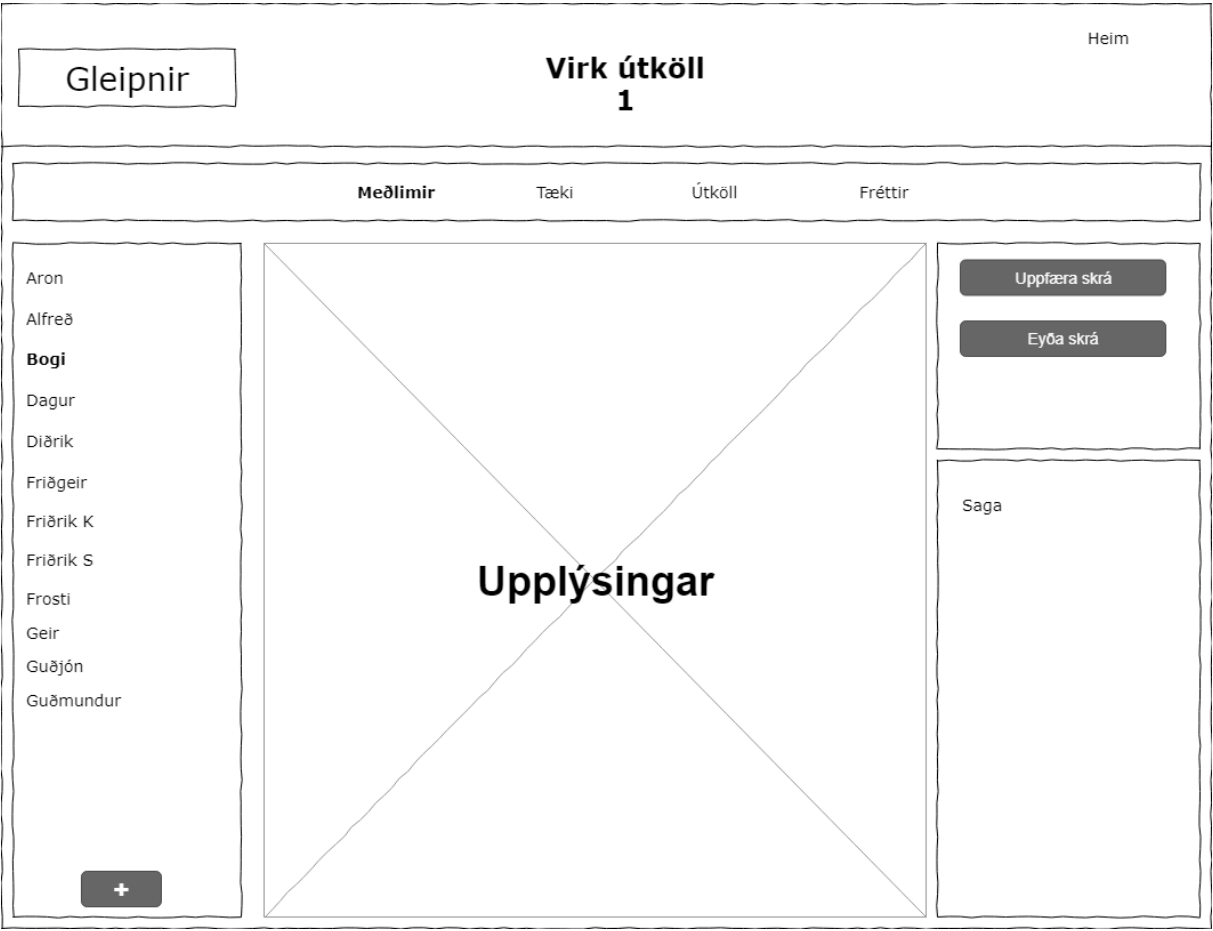 Heim
Gleipnir
Virk útköll
1
Meðlimir
Tæki
Útköll
Fréttir
Aron
Alfreð
Bogi
Dagur
Diðrik
Friðgeir
Friðrik K
Friðrik S
Frosti
Geir
Guðjón
Guðmundur
+
Upplýsingar
Uppfæra skrá
Eyða skrá
Saga